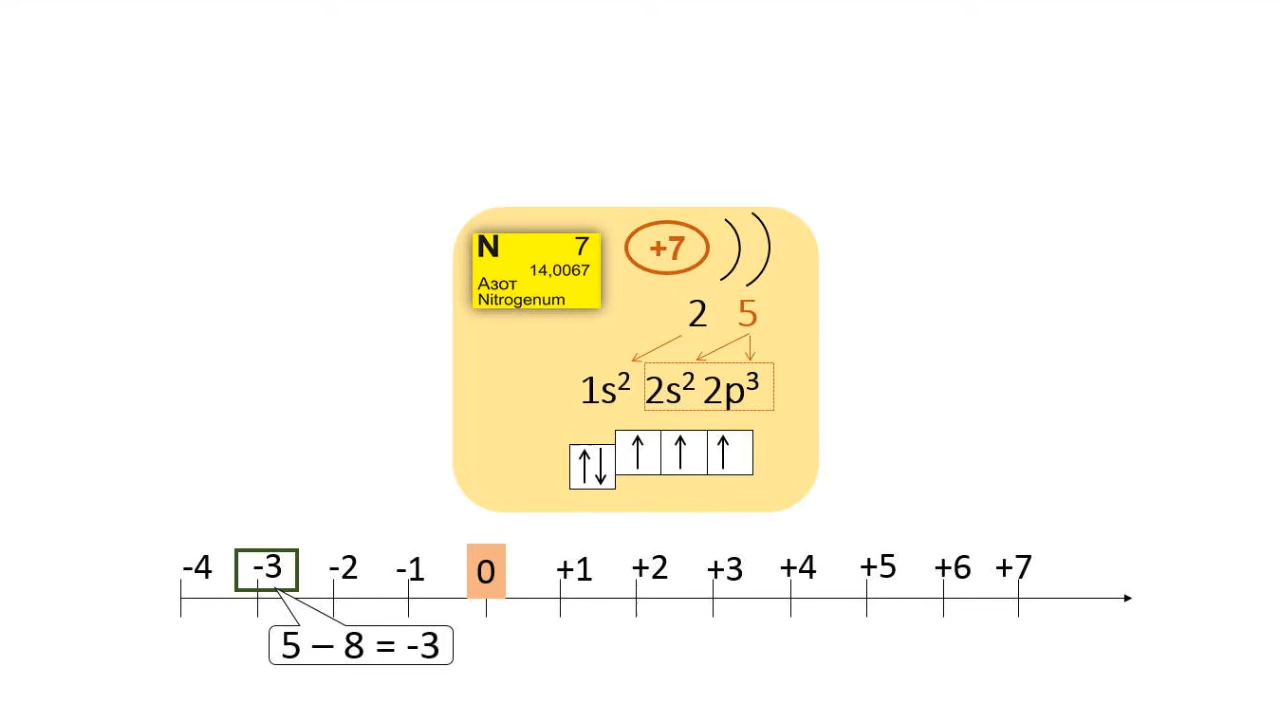 N 7
14,0067
Азот
Nitrogenum
+7
2 5
1s² 2s² 2p³
↑↓ ↑ ↑ ↑
-4 -3 -2 -1 0 +1 +2 +3 +4 +5 +6 +7
5 – 8 = -3